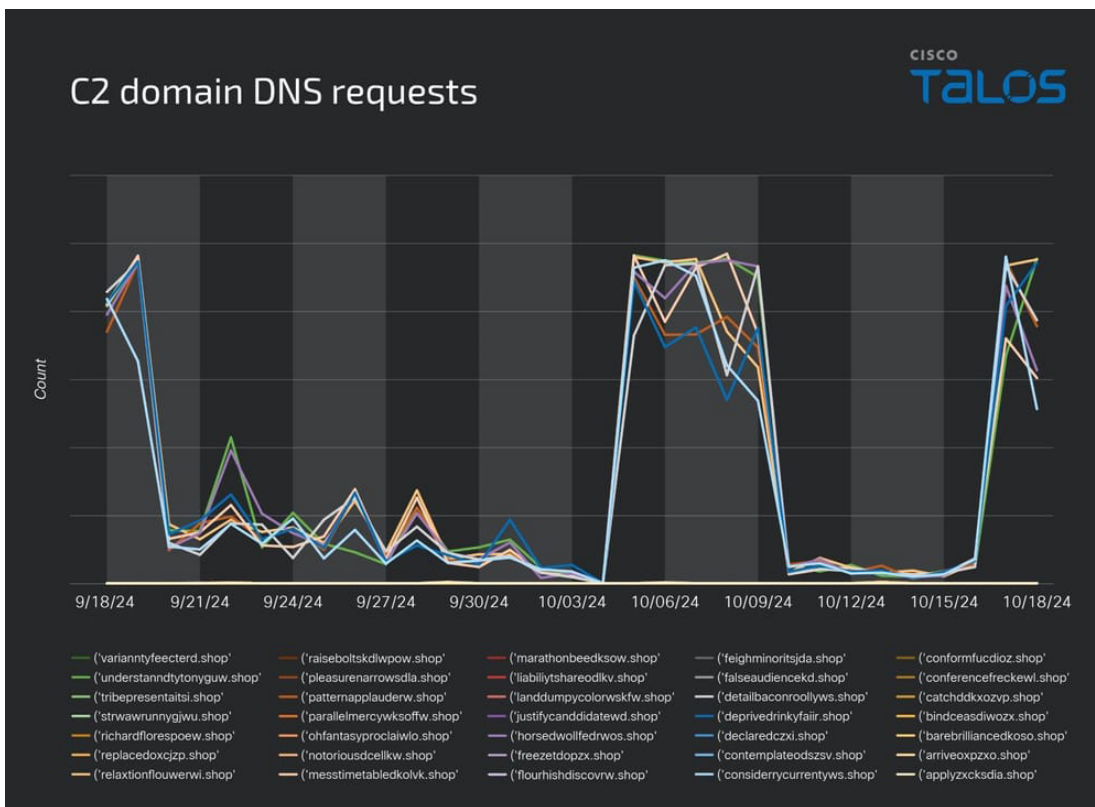 CISCO
TALOS
C2 domain DNS requests
Count
9/18/24 9/21/24 9/24/24 9/27/24 9/30/24 10/03/24 10/06/24 10/09/24 10/12/24 10/15/24 10/18/24
('varianntyfeecterd.shop' ('raiseboltskdlwpow.shop' ('marathonbeedksow.shop' ('feighminoritsjda.shop' ('conformfucdioz.shop'
('understanndtytonyguw.shop' ('pleasurenarrowsdla.shop' ('liabiliytshareodlkv.shop' ('falseaudiencekd.shop' ('conferencefreckewl.shop'
('tribepresentaitsi.shop' ('patternapplauderw.shop' ('landdumpycolorwskfw.shop' ('detailbaconroollyws.shop' ('catchddkxozvp.shop'
('strwawrunnygjwu.shop' ('parallelmercywksoffw.shop' ('justifycanddidatewd.shop' ('deprivedrinkyfaiir.shop' ('bindceasdiwozx.shop'
('richardflorespoew.shop' ('ohfantasyproclaiwlo.shop' ('horsedwollfedrwos.shop' ('declaredczxi.shop' ('barebrilliancedkoso.shop'
('replacedoxcjzp.shop' ('notoriousdcellkw.shop' ('freezetdopzx.shop' ('contemplateodszsv.shop' ('arriveoxpzxo.shop'
('relaxtionflouwerwi.shop' ('messtimetabledkolvk.shop' ('flourhishdiscovrw.shop' ('considerrycurrentyws.shop' ('applyzxcksdia.shop'